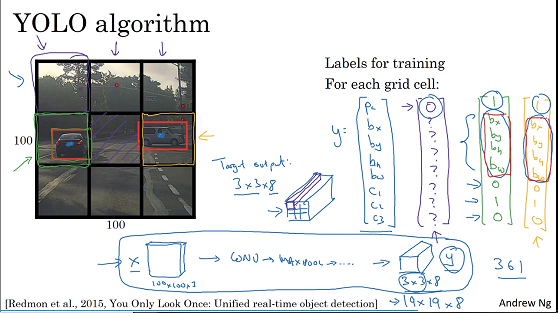 YOLO algorithm
Labels for training
For each grid cell:
100
100
y =
Pc
bx
by
bh
bw
c1
c2
c3
0
?
?
?
?
?
?
?
1
bx
by
bh
bw
0
1
0
1
bx
by
bh
bw
0
1
0
Target output:
3 x 3 x 8
X
100x100x3
→ CONV → MAXPOOL → ....
3 x 3 x 8
y
→ 19 x 19 x 8
361
[Redmon et al., 2015, You Only Look Once: Unified real-time object detection]
Andrew Ng